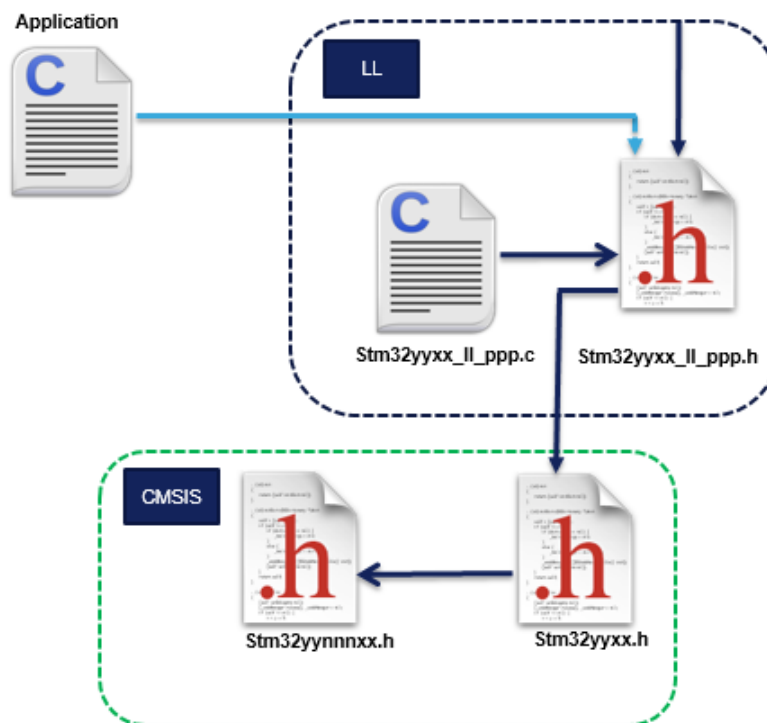 Application
LL
C
C
.h
Stm32yyxx_ll_ppp.c
Stm32yyxx_ll_ppp.h
CMSIS
.h
.h
Stm32yynnnxx.h
Stm32yyxx.h